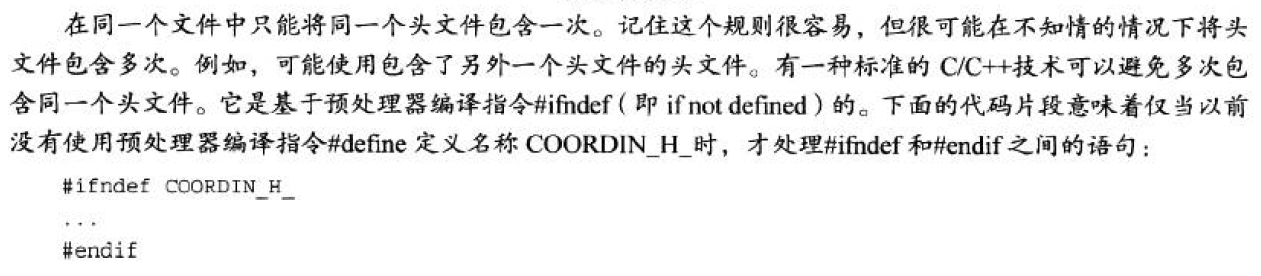 在同一个文件中只能将同一个头文件包含一次。记住这个规则很容易，但很可能在不知情的情况下将头
文件包含多次。例如，可能使用包含了另外一个头文件的头文件。有一种标准的 C/C++技术可以避免多次包
含同一个头文件。它是基于预处理器编译指令#ifndef（即 if not defined）的。下面的代码片段意味着仅当以前
没有使用预处理器编译指令#define 定义名称 COORDIN_H_时，才处理#ifndef 和#endif 之间的语句：
#ifndef COORDIN_H_
...
#endif